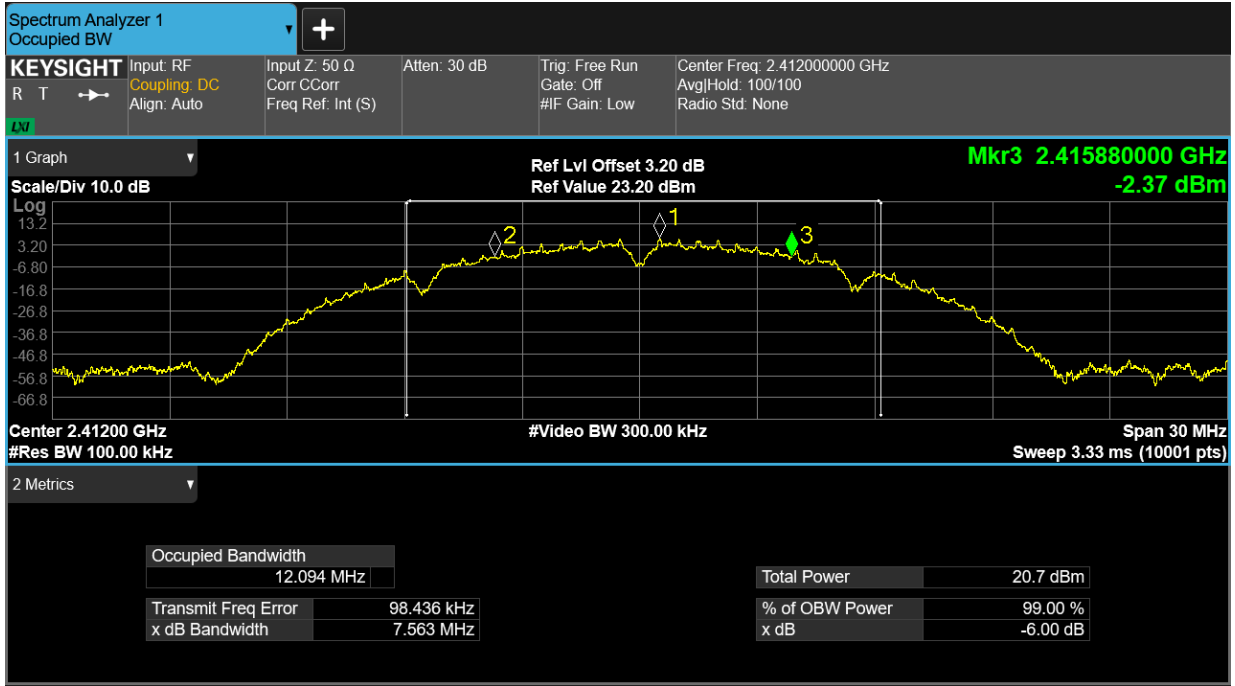 Spectrum Analyzer 1
Occupied BW
▼
+
KEYSIGHT
R T
LXI
Input: RF
Coupling: DC
Align: Auto
Input Z: 50 Ω
Corr CCorr
Freq Ref: Int (S)
Atten: 30 dB
Trig: Free Run
Gate: Off
#IF Gain: Low
Center Freq: 2.412000000 GHz
Avg|Hold: 100/100
Radio Std: None
1 Graph ▼
Scale/Div 10.0 dB
Ref Lvl Offset 3.20 dB
Ref Value 23.20 dBm
Mkr3 2.415880000 GHz
-2.37 dBm
Log
13.2
3.20
-6.80
-16.8
-26.8
-36.8
-46.8
-56.8
-66.8
2
1
3
Center 2.41200 GHz
#Res BW 100.00 kHz
#Video BW 300.00 kHz
Span 30 MHz
Sweep 3.33 ms (10001 pts)
2 Metrics ▼
Occupied Bandwidth
12.094 MHz
Transmit Freq Error 98.436 kHz
x dB Bandwidth 7.563 MHz
Total Power 20.7 dBm
% of OBW Power 99.00 %
x dB -6.00 dB